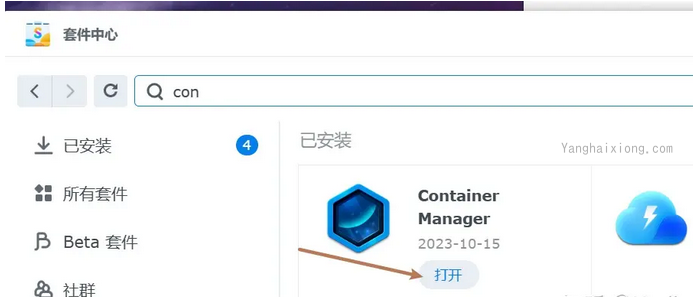 套件中心
con
已安装
4
已安装
Yanghaixiong.com
所有套件
Container
Manager
2023-10-15
Beta 套件
打开
社群